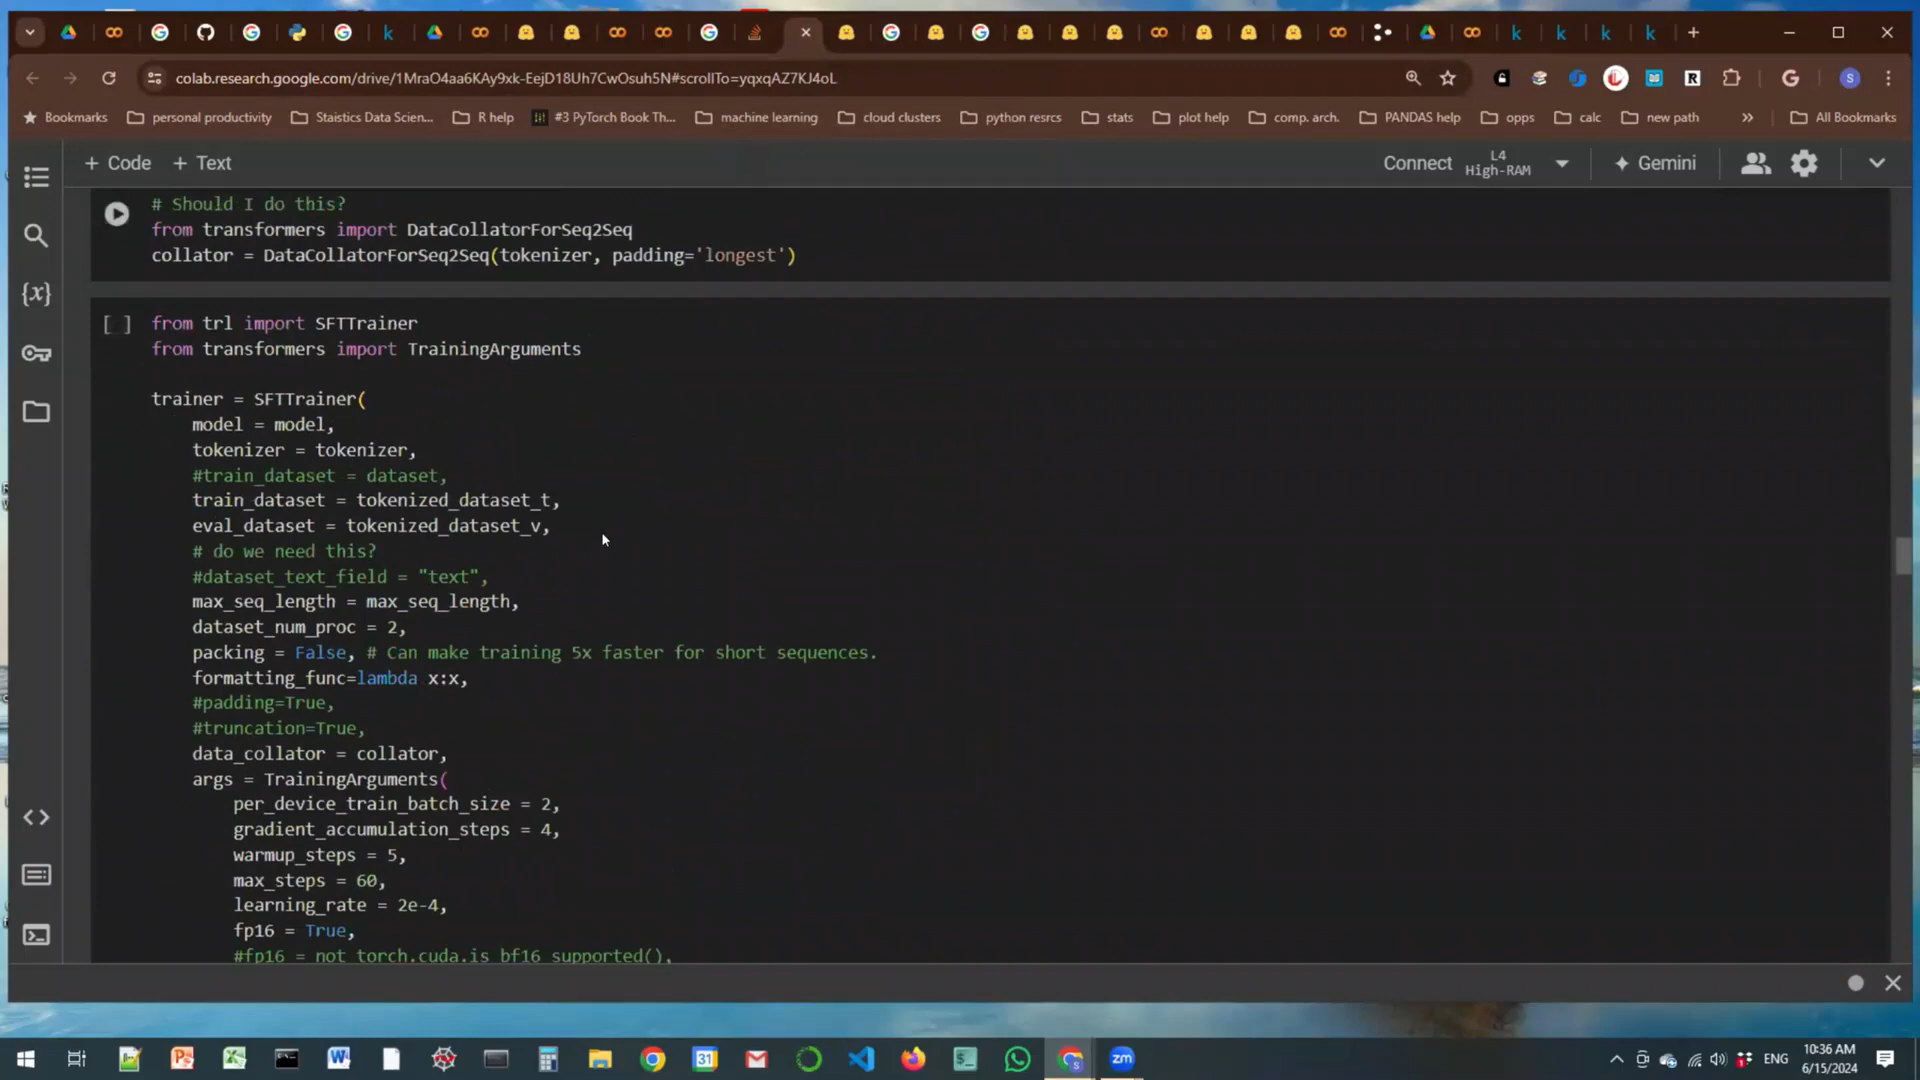 colab.research.google.com/drive/1MraO4aa6KAy9xk-EejD18Uh7CwOsuh5N#scrollTo=yqxqAZ7KJ4oL
Bookmarks personal productivity Staistics Data Scien... R help #3 PyTorch Book Th... machine learning cloud clusters python resrcs stats plot help comp. arch. PANDAS help opps calc new path » All Bookmarks
+ Code + Text Connect L4 High-RAM Gemini
# Should I do this?
from transformers import DataCollatorForSeq2Seq
collator = DataCollatorForSeq2Seq(tokenizer, padding='longest')
[ ] from trl import SFTTrainer
from transformers import TrainingArguments
trainer = SFTTrainer(
model = model,
tokenizer = tokenizer,
#train_dataset = dataset,
train_dataset = tokenized_dataset_t,
eval_dataset = tokenized_dataset_v,
# do we need this?
#dataset_text_field = "text",
max_seq_length = max_seq_length,
dataset_num_proc = 2,
packing = False, # Can make training 5x faster for short sequences.
formatting_func=lambda x:x,
#padding=True,
#truncation=True,
data_collator = collator,
args = TrainingArguments(
per_device_train_batch_size = 2,
gradient_accumulation_steps = 4,
warmup_steps = 5,
max_steps = 60,
learning_rate = 2e-4,
fp16 = True,
#fp16 = not torch.cuda.is_bf16_supported(),
ENG
10:36 AM
6/15/2024